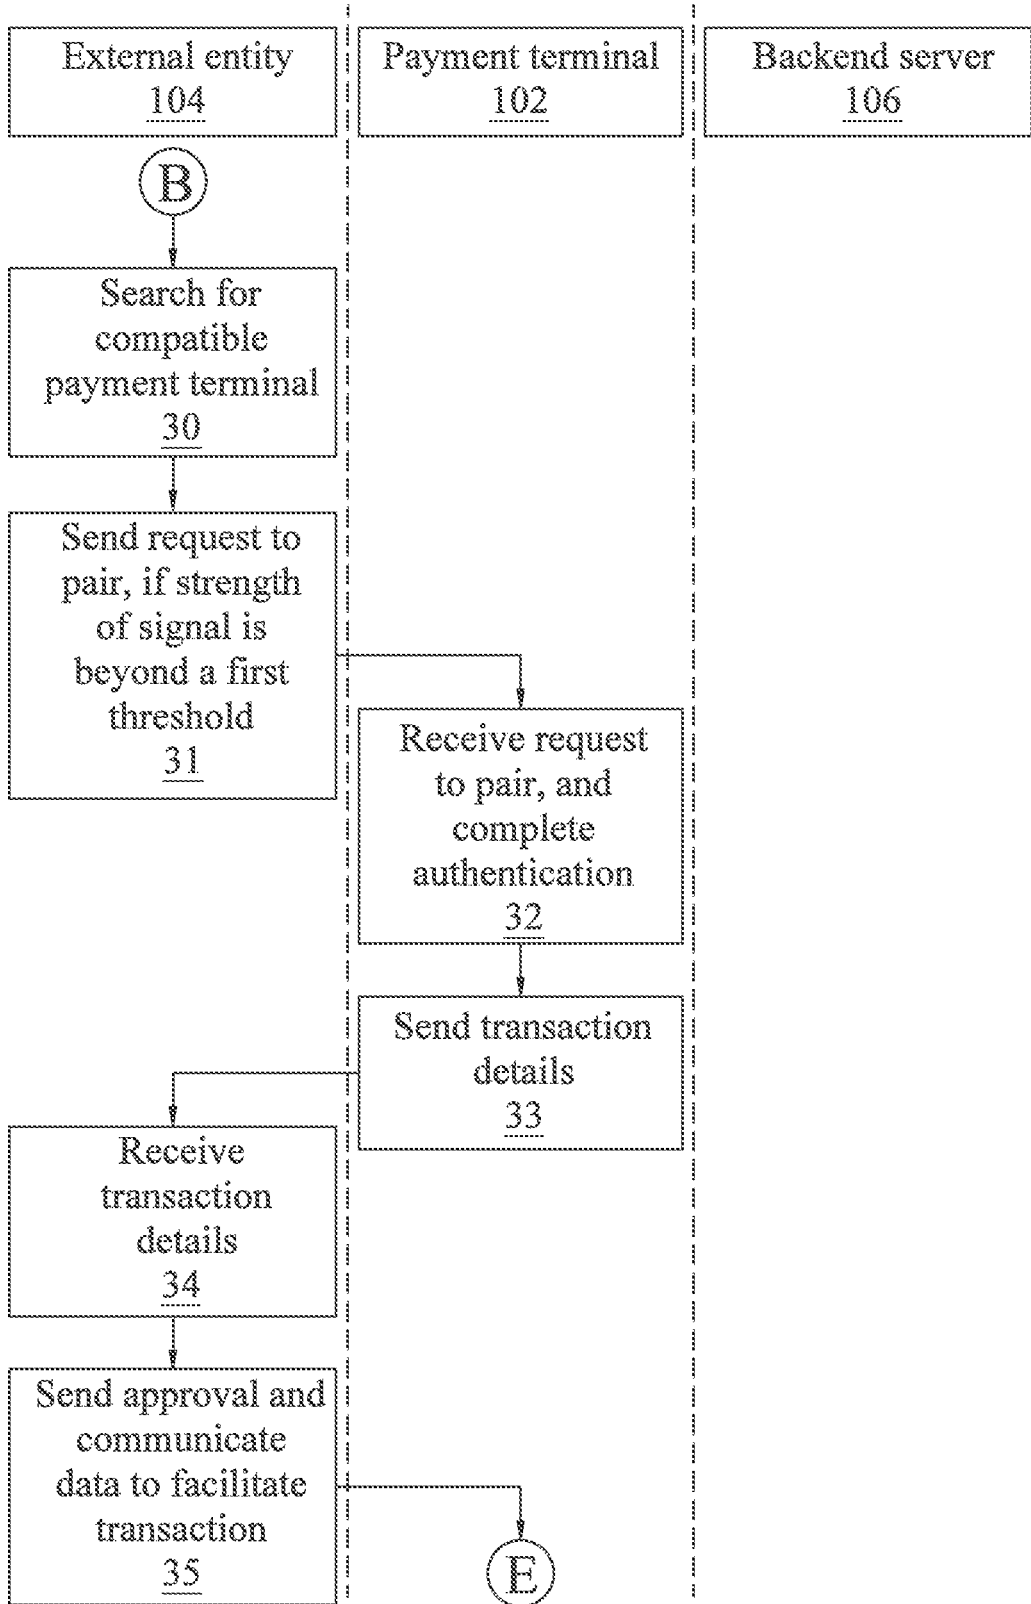 External entity
104
Payment terminal
102
Backend server
106
B
Search for
compatible
payment terminal
30
Send request to
pair, if strength
of signal is
beyond a first
threshold
31
Receive request
to pair, and
complete
authentication
32
Send transaction
details
33
Receive
transaction
details
34
Send approval and
communicate
data to facilitate
transaction
35
E